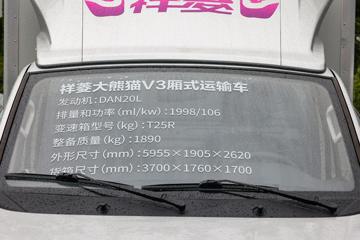 祥菱
祥菱大熊猫V3厢式运输车
发动机:DAN20L
排量和功率(ml/kw):1998/106
变速箱型号(kg):T25R
整备质量(kg):1890
外形尺寸(mm):5955×1905×2620
货箱尺寸(mm):3700×1760×1700